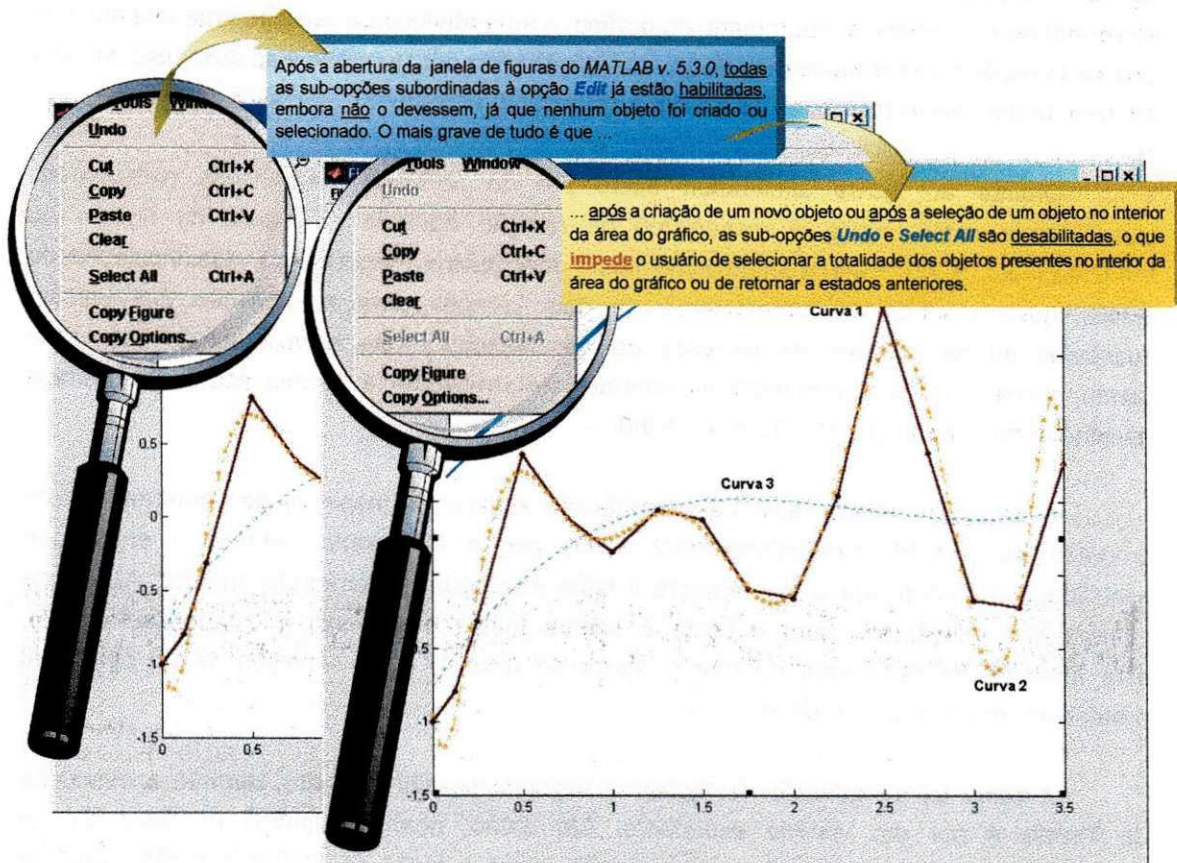 Após a abertura da janela de figuras do MATLAB v. 5.3.0, todas
as sub-opções subordinadas à opção Edit já estão habilitadas,
embora não o devessem, já que nenhum objeto foi criado ou
selecionado. O mais grave de tudo é que ...
... após a criação de um novo objeto ou após a seleção de um objeto no interior
da área do gráfico, as sub-opções Undo e Select All são desabilitadas, o que
impede o usuário de selecionar a totalidade dos objetos presentes no interior da
área do gráfico ou de retornar a estados anteriores.
Tools
Undo
Cut Ctrl+X
Copy Ctrl+C
Paste Ctrl+V
Clear
Select All Ctrl+A
Copy Figure
Copy Options...
Tools Window
Undo
Cut Ctrl+X
Copy Ctrl+C
Paste Ctrl+V
Clear
Select All Ctrl+A
Copy Figure
Copy Options...
Curva 1
Curva 3
Curva 2
0.5
0
-0.5
-1
-1.5
0 0.5
-1
-1.5
0 0.5 1 1.5 2 2.5 3 3.5